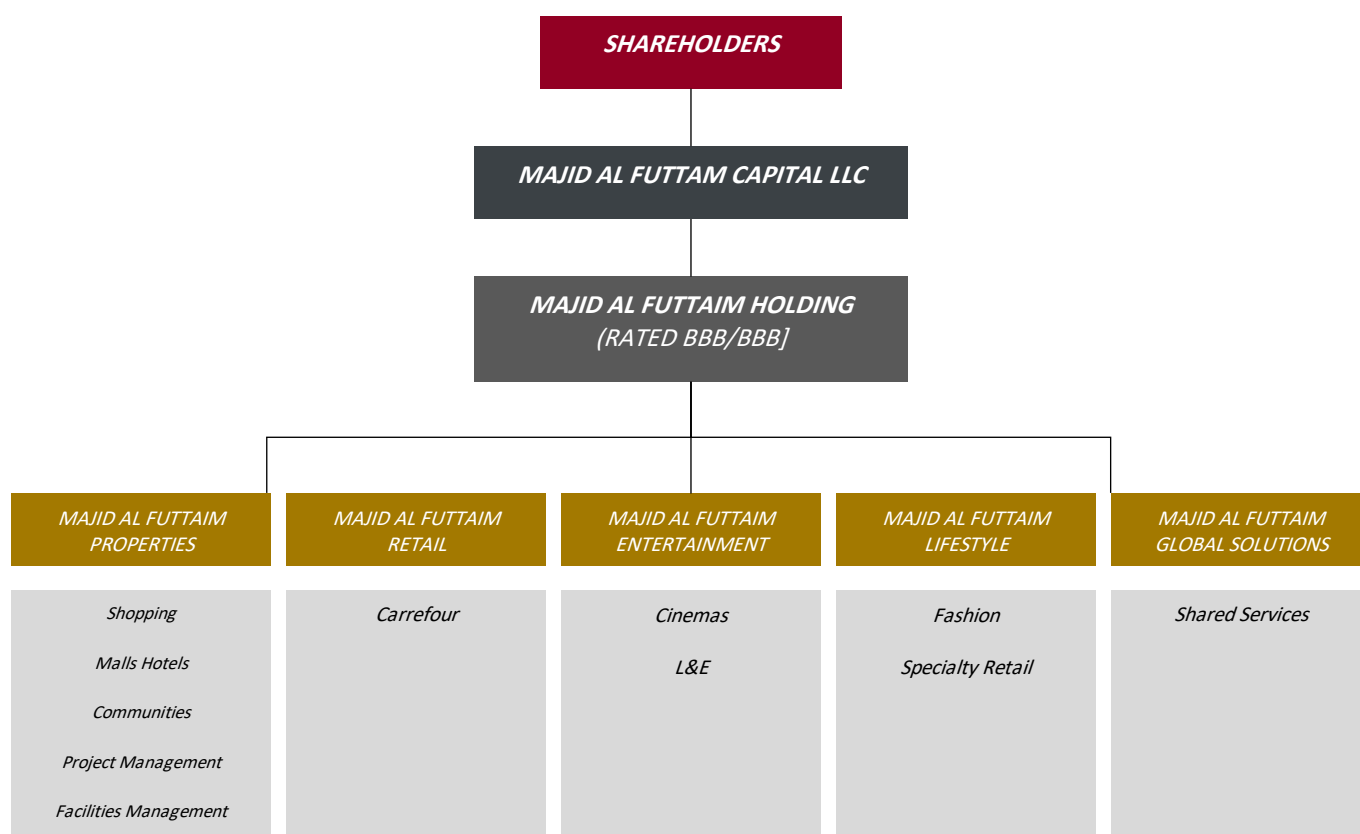 SHAREHOLDERS
MAJID AL FUTTAM CAPITAL LLC
MAJID AL FUTTAIM HOLDING
(RATED BBB/BBB]
MAJID AL FUTTAIM
PROPERTIES
MAJID AL FUTTAIM
RETAIL
MAJID AL FUTTAIM
ENTERTAINMENT
MAJID AL FUTTAIM
LIFESTYLE
MAJID AL FUTTAIM
GLOBAL SOLUTIONS
Shopping
Malls Hotels
Communities
Project Management
Facilities Management
Carrefour
Cinemas
L&E
Fashion
Specialty Retail
Shared Services